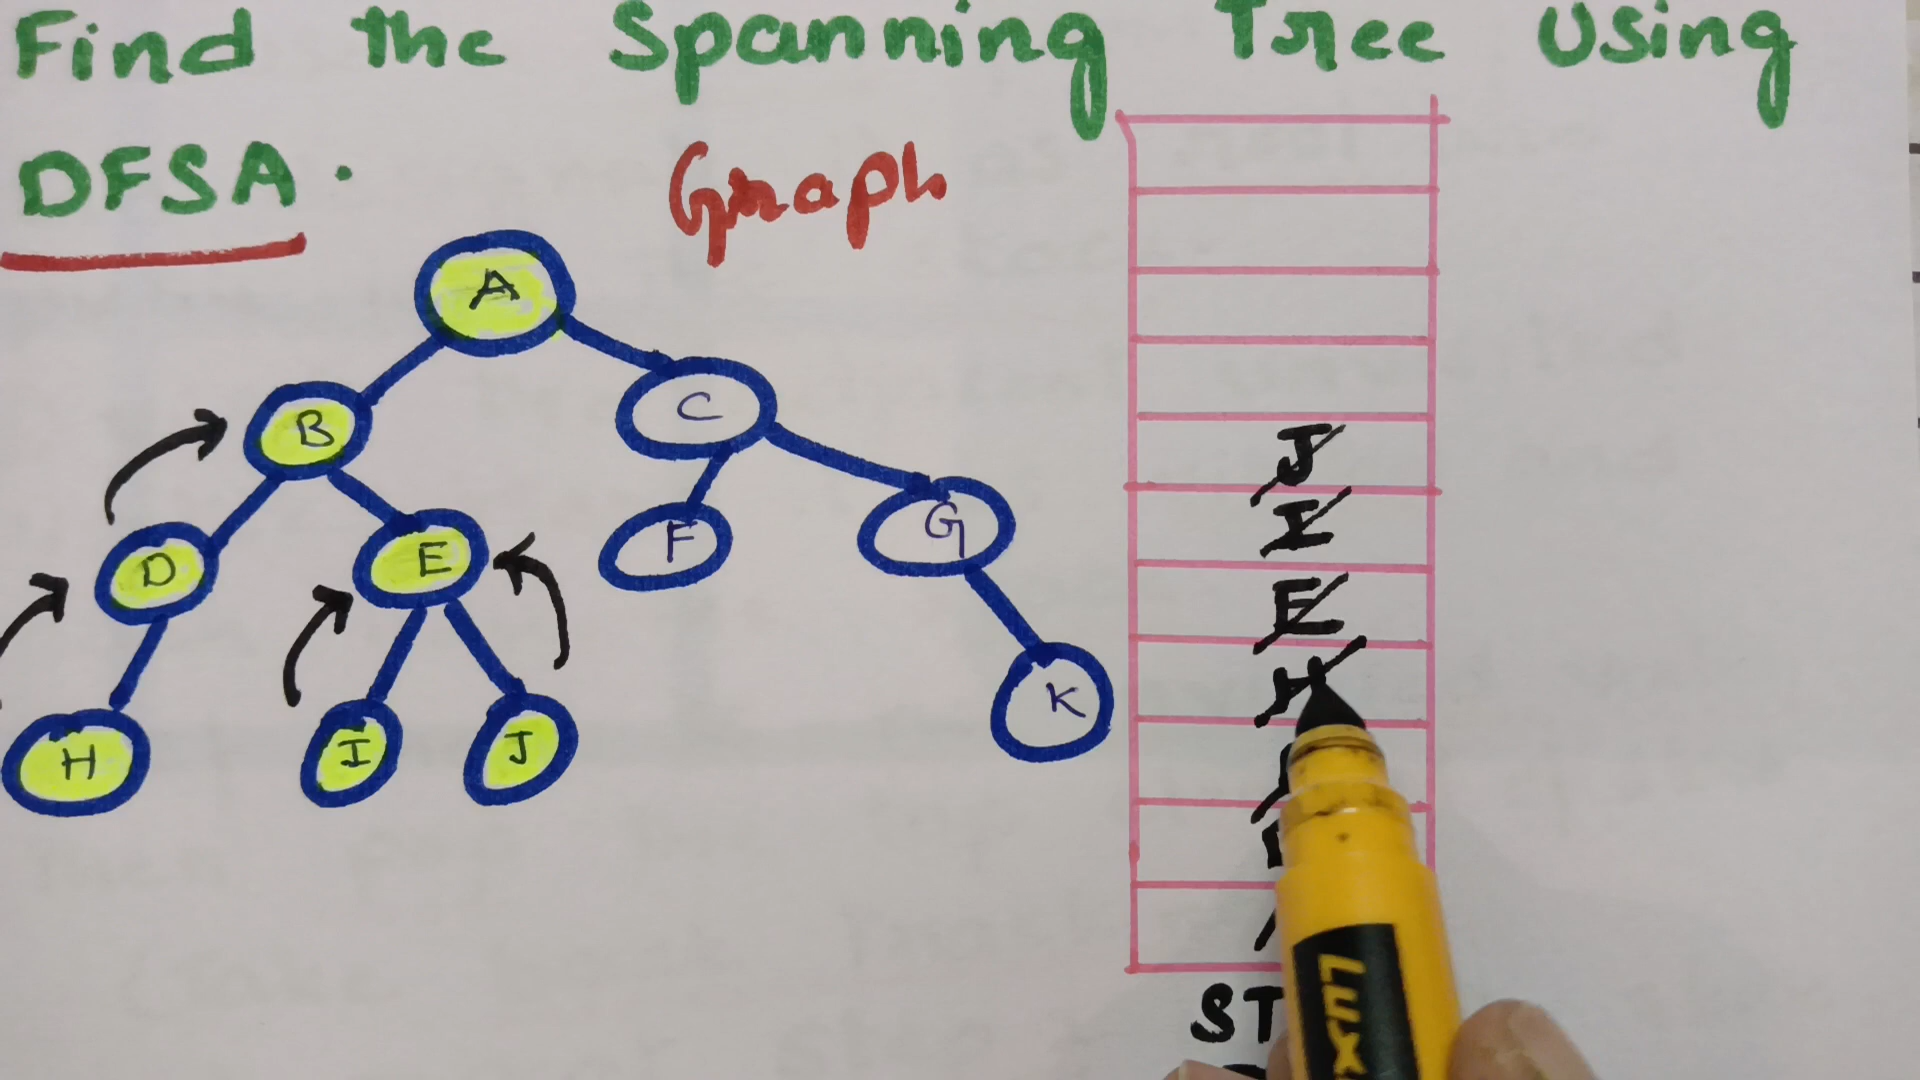 Find the Spanning Tree Using
DFSA.
Graph
A
B
C
D
E
F
G
H
I
J
K
J
I
E
H
ST
LEX